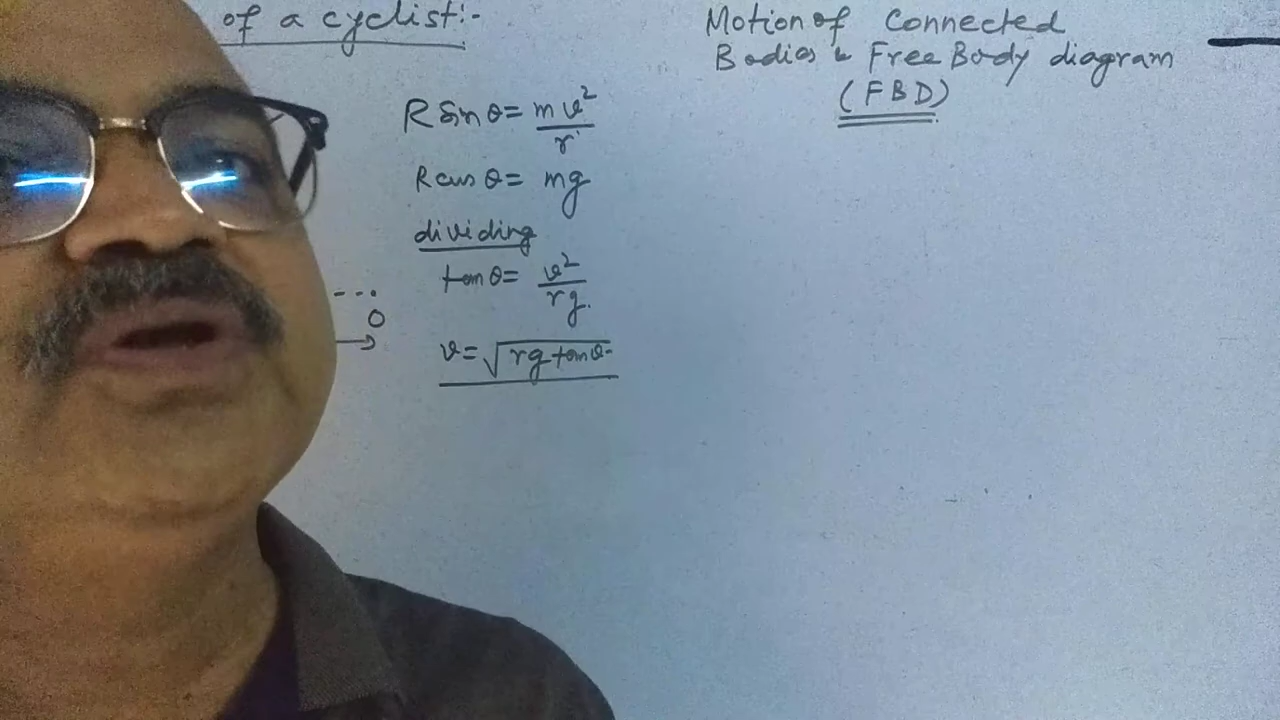 of a cyclist:-
R Sin θ = mv²/r
R cos θ = mg
dividing
tan θ = v²/rg.
v = √rg tan θ
O
Motion of Connected
Bodies & Free Body diagram
(FBD)